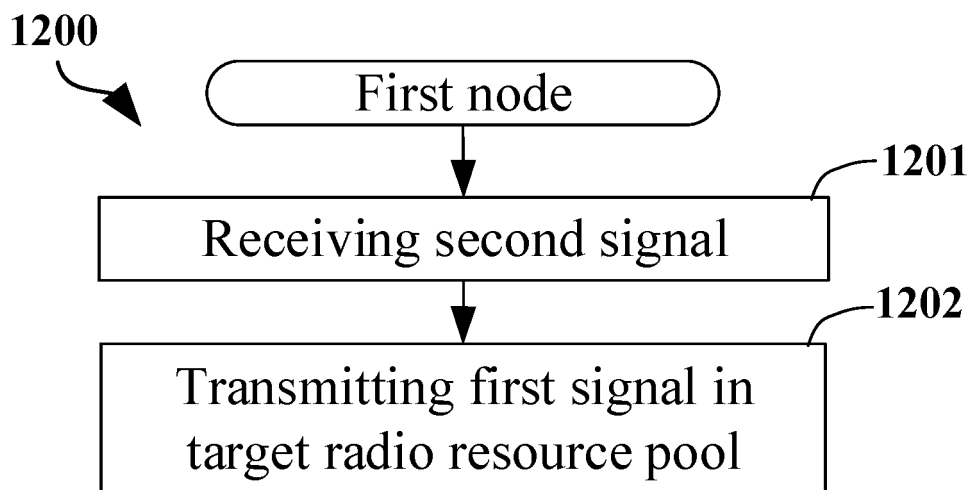 1200
First node
1201
Receiving second signal
1202
Transmitting first signal in
target radio resource pool